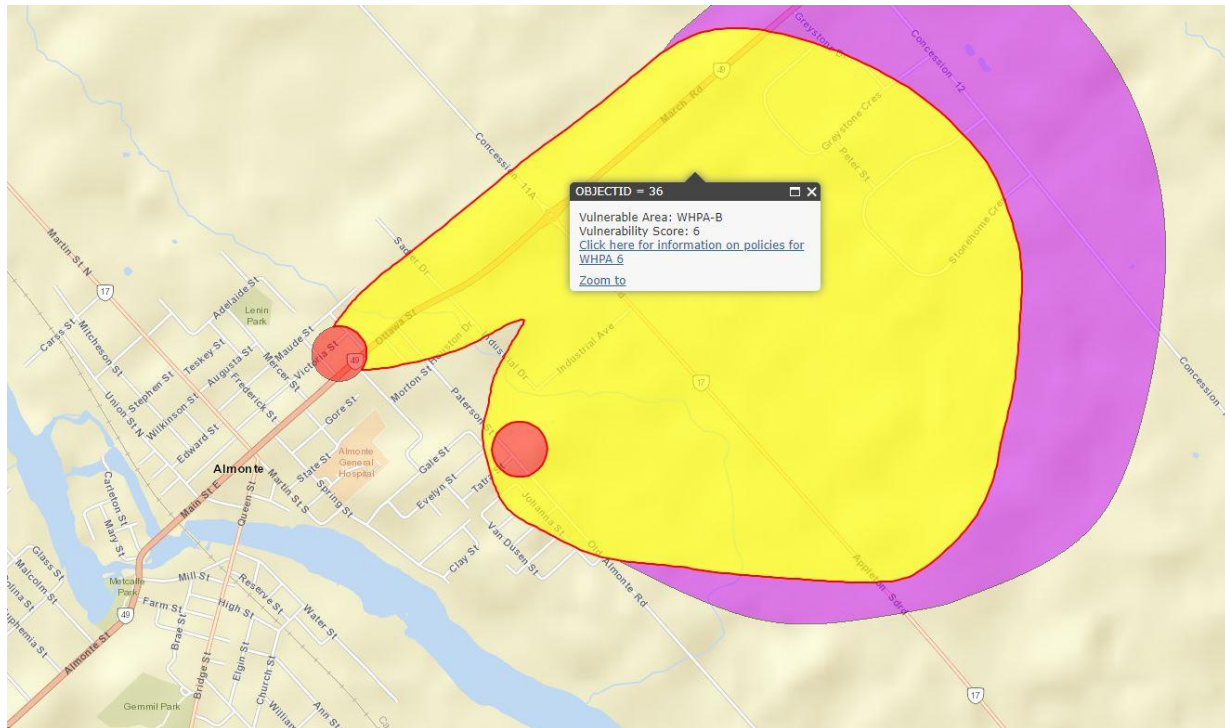 OBJECTID = 36
Vulnerable Area: WHPA-B
Vulnerability Score: 6
Click here for information on policies for
WHPA 6
Zoom to
Concession 12
Greystone Cres
Peter St
Stonehome Cres
49
March Rd
Concession 11A
Sadler Dr
Martin St N
17
Adelaide St
Lenin
Park
Carss St
Mitcheson St
Teskey St
Maude St
Victoria St
49
Ottawa St
Houston Dr
Industrial Dr
Industrial Ave
17
Augusta St
Mercer St
Stephen St
Union St N
Wilkinson St
Frederick St
Morton St
Paterson St
Gore St
Edward St
Almonte
General
Hospital
State St
Gale St
Almonte
Martin St S
Spring St
Evelyn St
Johanna St
Main St E
Queen St
Carleton St
Mary St
Van Dusen St
Clay St
Old Almonte Rd
Appleton Sdrd
Glass St
Malcolm St
Metcalfe
Park
Mill St
Reserve St
Water St
49
Farm St
High St
Brae St
Elgin St
Church St
Almonte St
Bridge St
Gemmil Park
Ann St
17